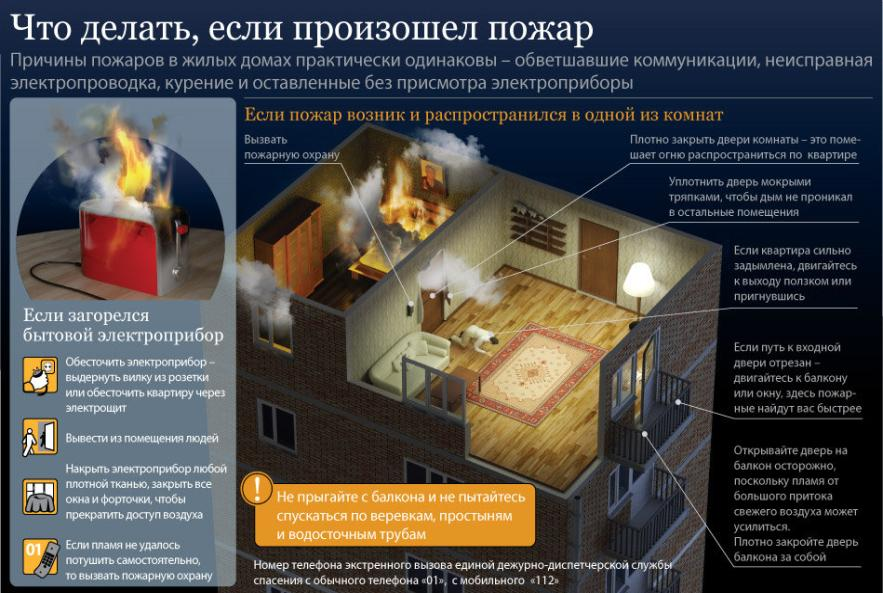 Что делать, если произошел пожар
Причины пожаров в жилых домах практически одинаковы – обветшавшие коммуникации, неисправная
электропроводка, курение и оставленные без присмотра электроприборы
Если загорелся
бытовой электроприбор
Обесточить электроприбор –
выдернуть вилку из розетки
или обесточить квартиру через
электрощит
Вывести из помещения людей
Накрыть электроприбор любой
плотной тканью, закрыть все
окна и форточки, чтобы
прекратить доступ воздуха
01
Если пламя не удалось
потушить самостоятельно,
то вызвать пожарную охрану
Если пожар возник и распространился в одной из комнат
Вызвать
пожарную охрану
Плотно закрыть двери комнаты – это поме-
шает огню распространиться по квартире
Уплотнить дверь мокрыми
тряпками, чтобы дым не проникал
в остальные помещения
Если квартира сильно
задымлена, двигайтесь
к выходу ползком или
пригнувшись
Если путь к входной
двери отрезан –
двигайтесь к балкону
или окну, здесь пожар-
ные найдут вас быстрее
Открывайте дверь на
балкон осторожно,
поскольку пламя от
большого притока
свежего воздуха может
усилиться.
Плотно закройте дверь
балкона за собой
!
Не прыгайте с балкона и не пытайтесь
спускаться по веревкам, простыням
и водосточным трубам
Номер телефона экстренного вызова единой дежурно-диспетчерской службы
спасения с обычного телефона «01», с мобильного «112»